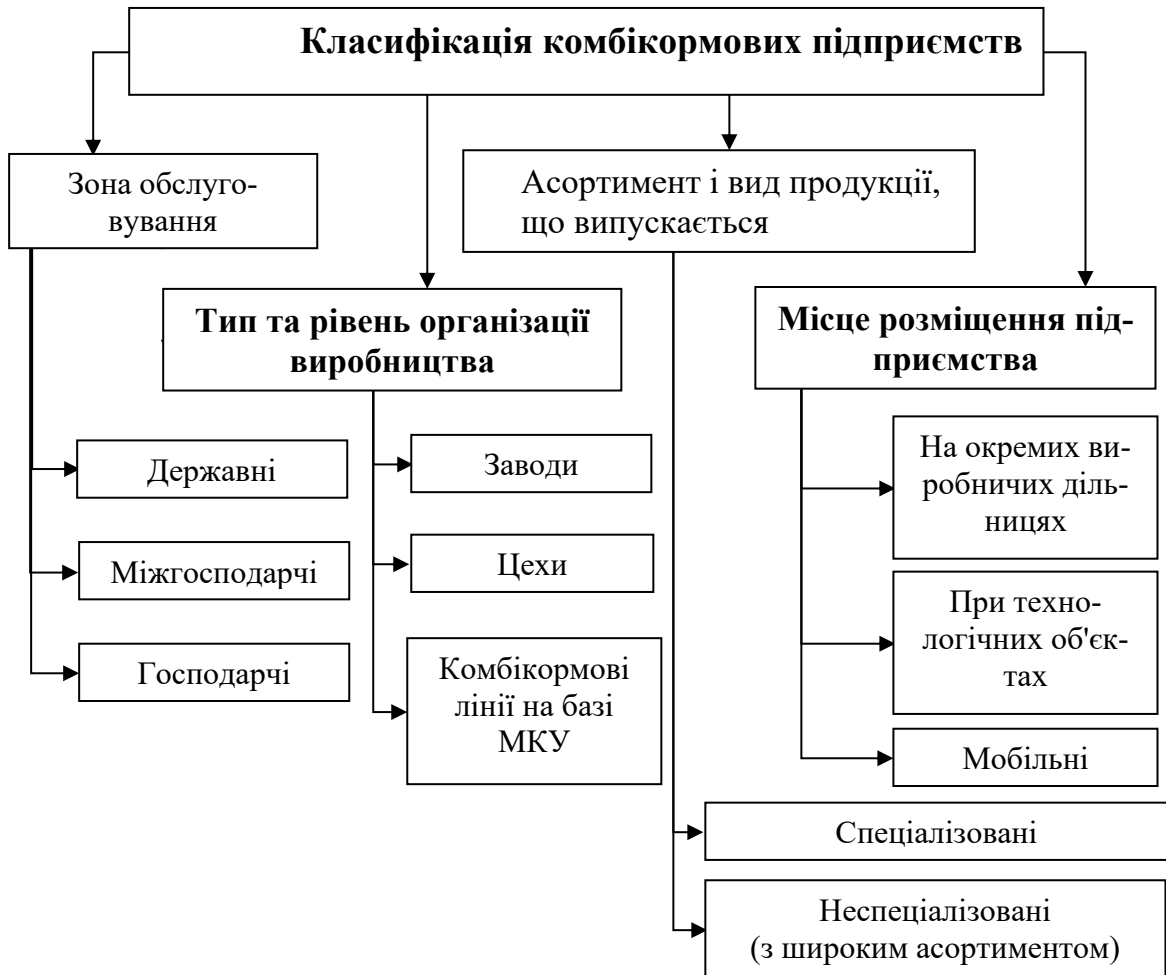 Класифікація комбікормових підприємств
Зона обслуго-
вування
Асортимент і вид продукції,
що випускається
Тип та рівень організації
виробництва
Місце розміщення під-
приємства
Державні
Міжгосподарчі
Господарчі
Заводи
Цехи
Комбікормові
лінії на базі
МКУ
На окремих ви-
робничих діль-
ницях
При техно-
логічних об'єк-
тах
Мобільні
Спеціалізовані
Неспеціалізовані
(з широким асортиментом)